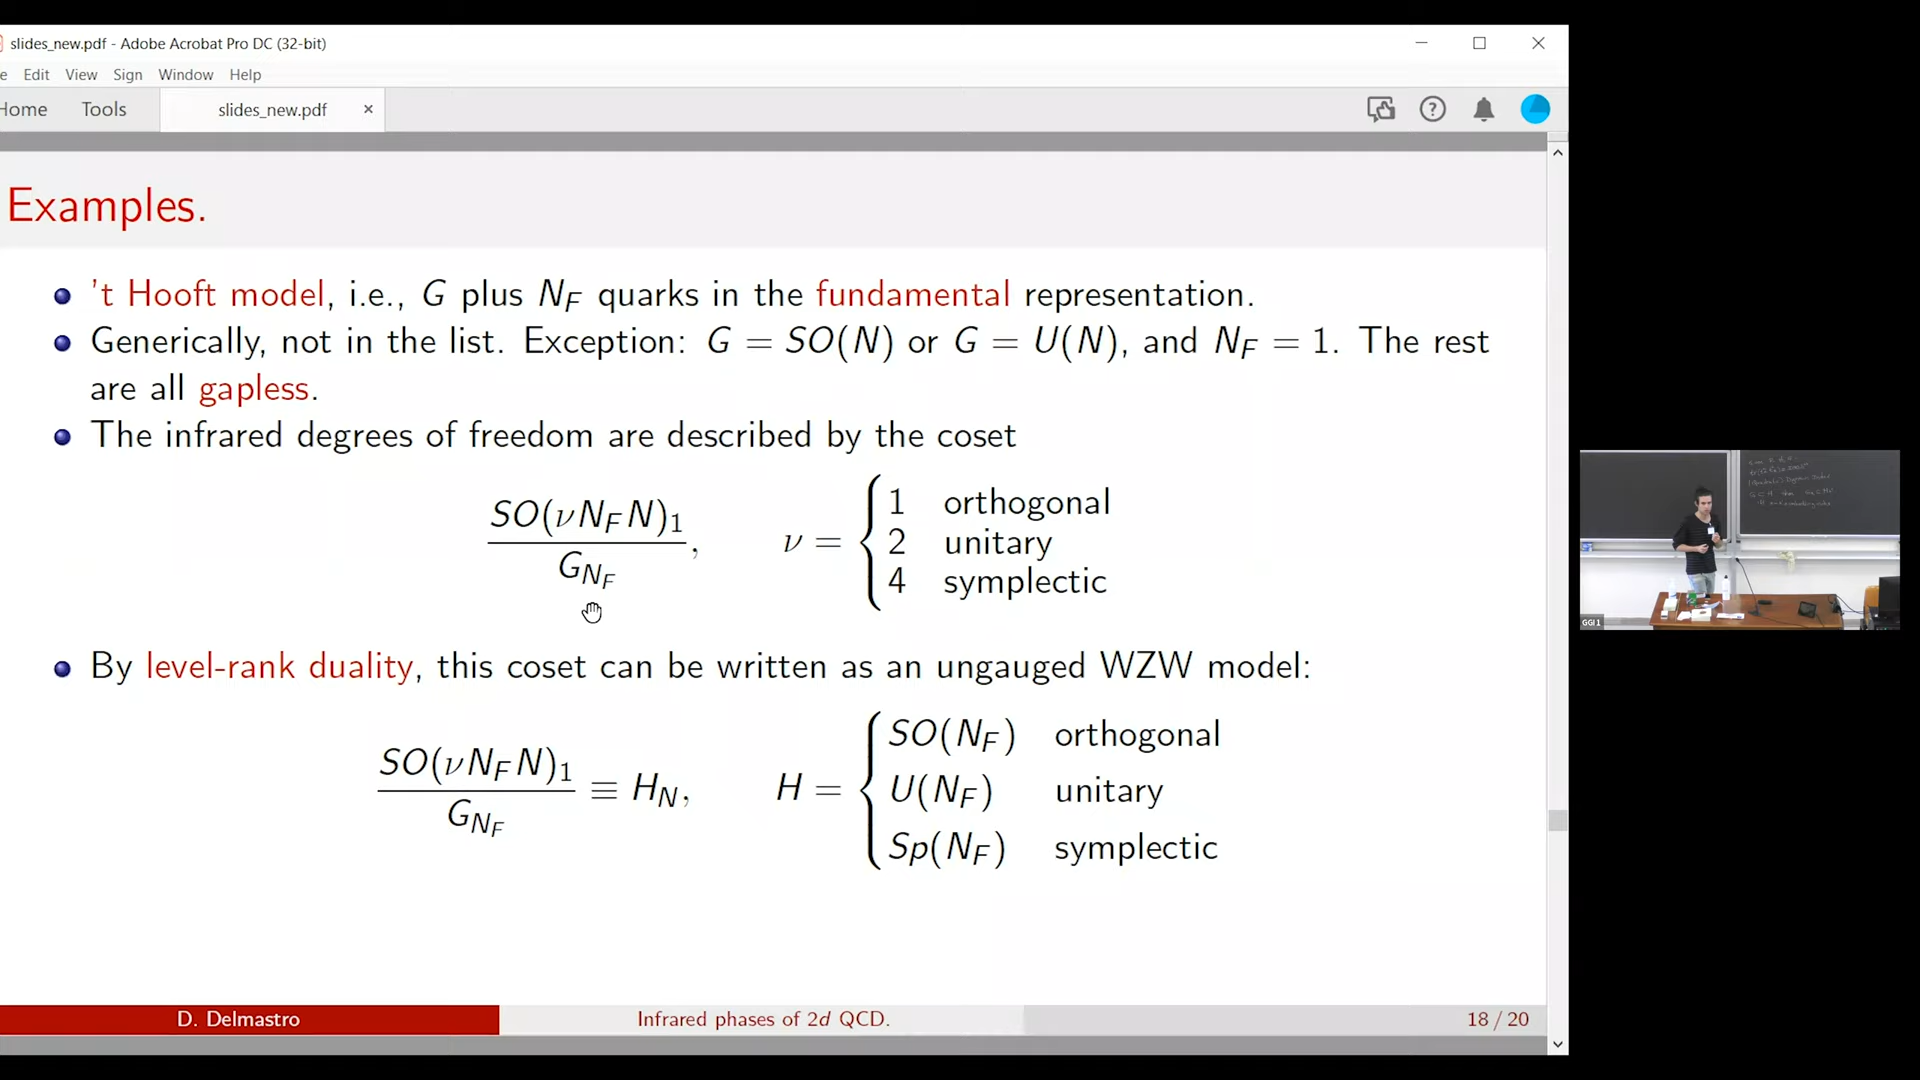 slides_new.pdf - Adobe Acrobat Pro DC (32-bit)
Edit View Sign Window Help
Home Tools slides_new.pdf ×
Examples.
't Hooft model, i.e., G plus N_F quarks in the fundamental representation.
Generically, not in the list. Exception: G = SO(N) or G = U(N), and N_F = 1. The rest
are all gapless.
The infrared degrees of freedom are described by the coset
SO(νN_FN)_1 / G_{N_F}, ν = { 1 orthogonal
2 unitary
4 symplectic
By level-rank duality, this coset can be written as an ungauged WZW model:
SO(νN_FN)_1 / G_{N_F} ≡ H_N, H = { SO(N_F) orthogonal
U(N_F) unitary
Sp(N_F) symplectic
D. Delmastro Infrared phases of 2d QCD. 18 / 20
GGI 1